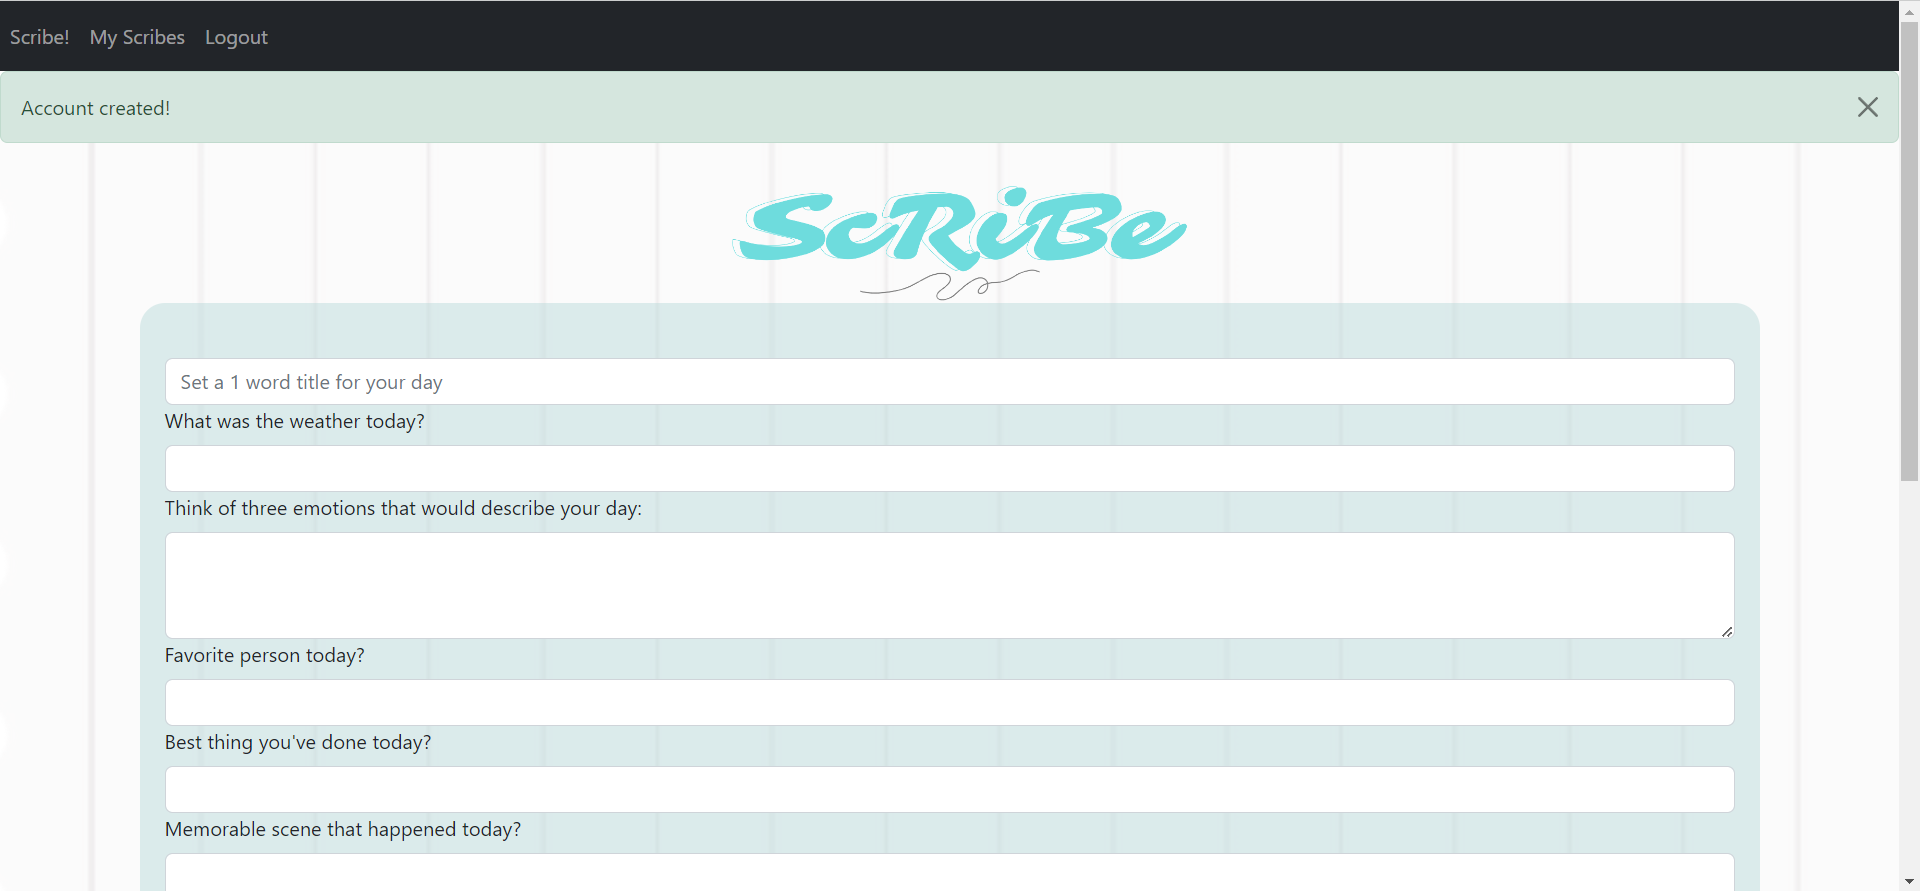 Scribe! My Scribes Logout
Account created!
ScRiBe
Set a 1 word title for your day
What was the weather today?
Think of three emotions that would describe your day:
Favorite person today?
Best thing you've done today?
Memorable scene that happened today?